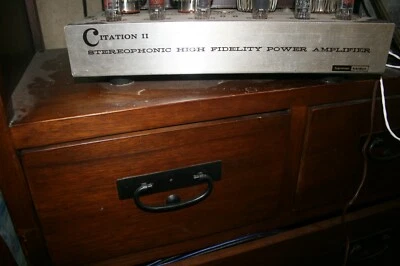 CITATION II
STEREOPHONIC HIGH FIDELITY POWER AMPLIFIER